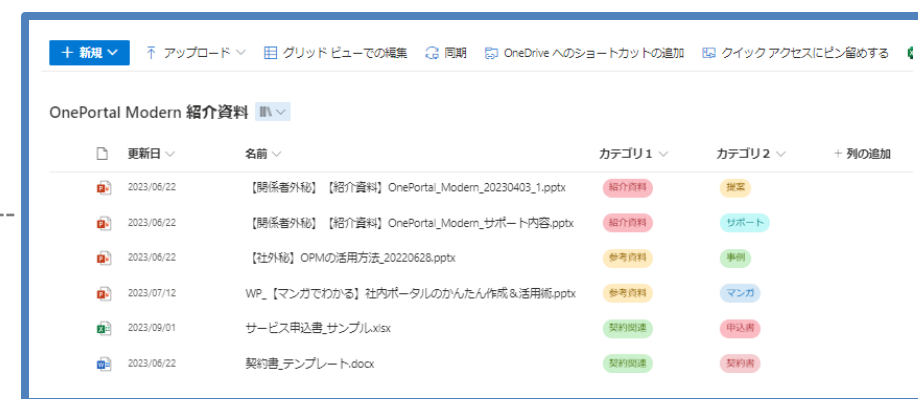 ＋ 新規 アップロード グリッド ビューでの編集 同期 OneDrive へのショートカットの追加 クイック アクセスにピン留めする
OnePortal Modern 紹介資料
更新日 名前 カテゴリ１ カテゴリ２ ＋ 列の追加
2023/06/22 【関係者外秘】【紹介資料】OnePortal_Modern_20230403_1.pptx 紹介資料 提案
2023/06/22 【関係者外秘】【紹介資料】OnePortal_Modern_サポート内容.pptx 紹介資料 サポート
2023/06/22 【社外秘】OPMの活用方法_20220628.pptx 参考資料 事例
2023/07/12 WP_【マンガでわかる】社内ポータルのかんたん作成＆活用術.pptx 参考資料 マンガ
2023/09/01 サービス申込書_サンプル.xlsx 契約関連 申込書
2023/06/22 契約書_テンプレート.docx 契約関連 契約書